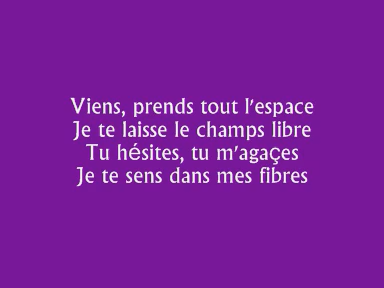 Viens, prends tout l'espace
Je te laisse le champs libre
Tu hésites, tu m'agaçes
Je te sens dans mes fibres